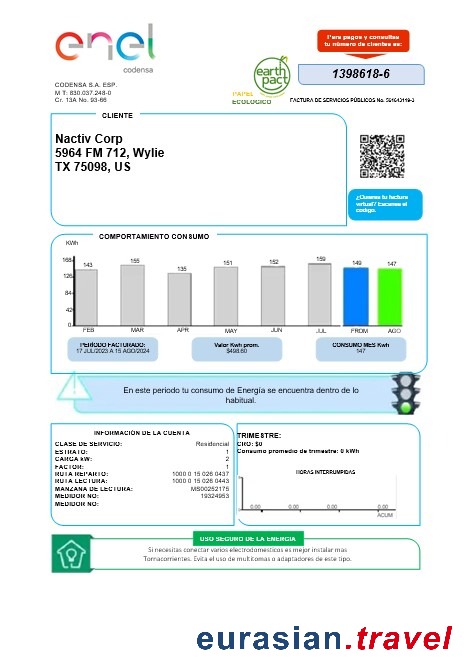 enel
codensa
CODENSA S.A. ESP.
M T: 830.037.248-0
Cr. 13A No. 93-66
earth
pact
PAPEL
ECOLOGICO
Para pagos y consultas
tu número de clientes es:
1398618-6
FACTURA DE SERVICIOS PÚBLICOS No. 591643119-3
CLIENTE
Nactiv Corp
5964 FM 712, Wylie
TX 75098, US
¿Quieres tu factura
virtual? Escanea el
código.
COMPORTAMIENTO CONSUMO
KWh
168
126
84
42
0
143 155 135 151 152 159 149 147
FEB MAR APR MAY JUN JUL FROM AGO
PERÍODO FACTURADO:
17 JUL/2023 A 15 AGO/2024
Valor Kwh prom.
$498.60
CONSUMO MES Kwh
147
En este periodo tu consumo de Energía se encuentra dentro de lo
habitual.
INFORMACIÓN DE LA CUENTA
CLASE DE SERVICIO: Residencial
ESTRATO: 1
CARGA kW: 2
FACTOR: 1
RUTA REPARTO: 1000 0 15 026 0437
RUTA LECTURA: 1000 0 15 026 0443
MANZANA DE LECTURA: MS00252175
MEDIDOR NO: 19324953
MEDIDOR NO:
TRIMESTRE:
CRO: $0
Consumo promedio de trimestre: 0 kWh
HORAS INTERRUMPIDAS
0.00 0.00 0.00 0.00
ACUM
USO SEGURO DE LA ENERGÍA
Si necesitas conectar varios electrodomesticos es mejor instalar mas
Tomacorrientes. Evita el uso de multitomas o adaptadores de este tipo.
eurasian.travel